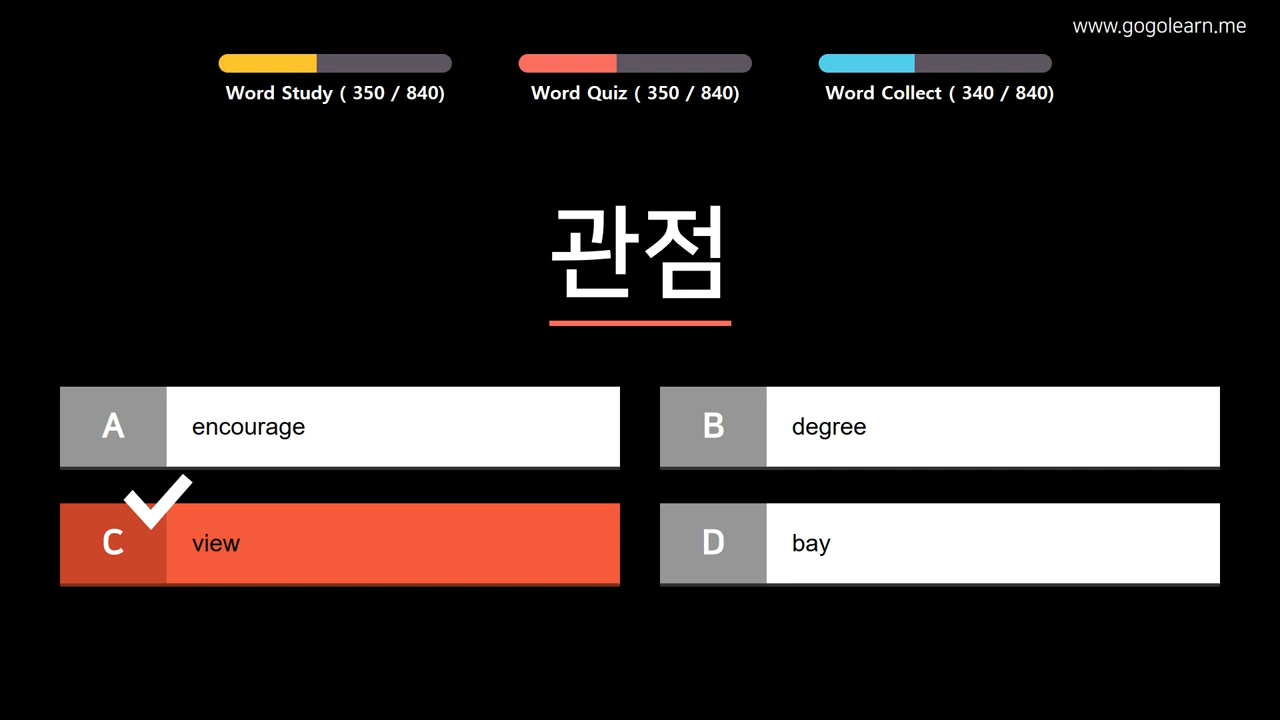 www.gogolearn.me
Word Study ( 350 / 840)
Word Quiz ( 350 / 840)
Word Collect ( 340 / 840)
관점
A encourage
B degree
C view
D bay